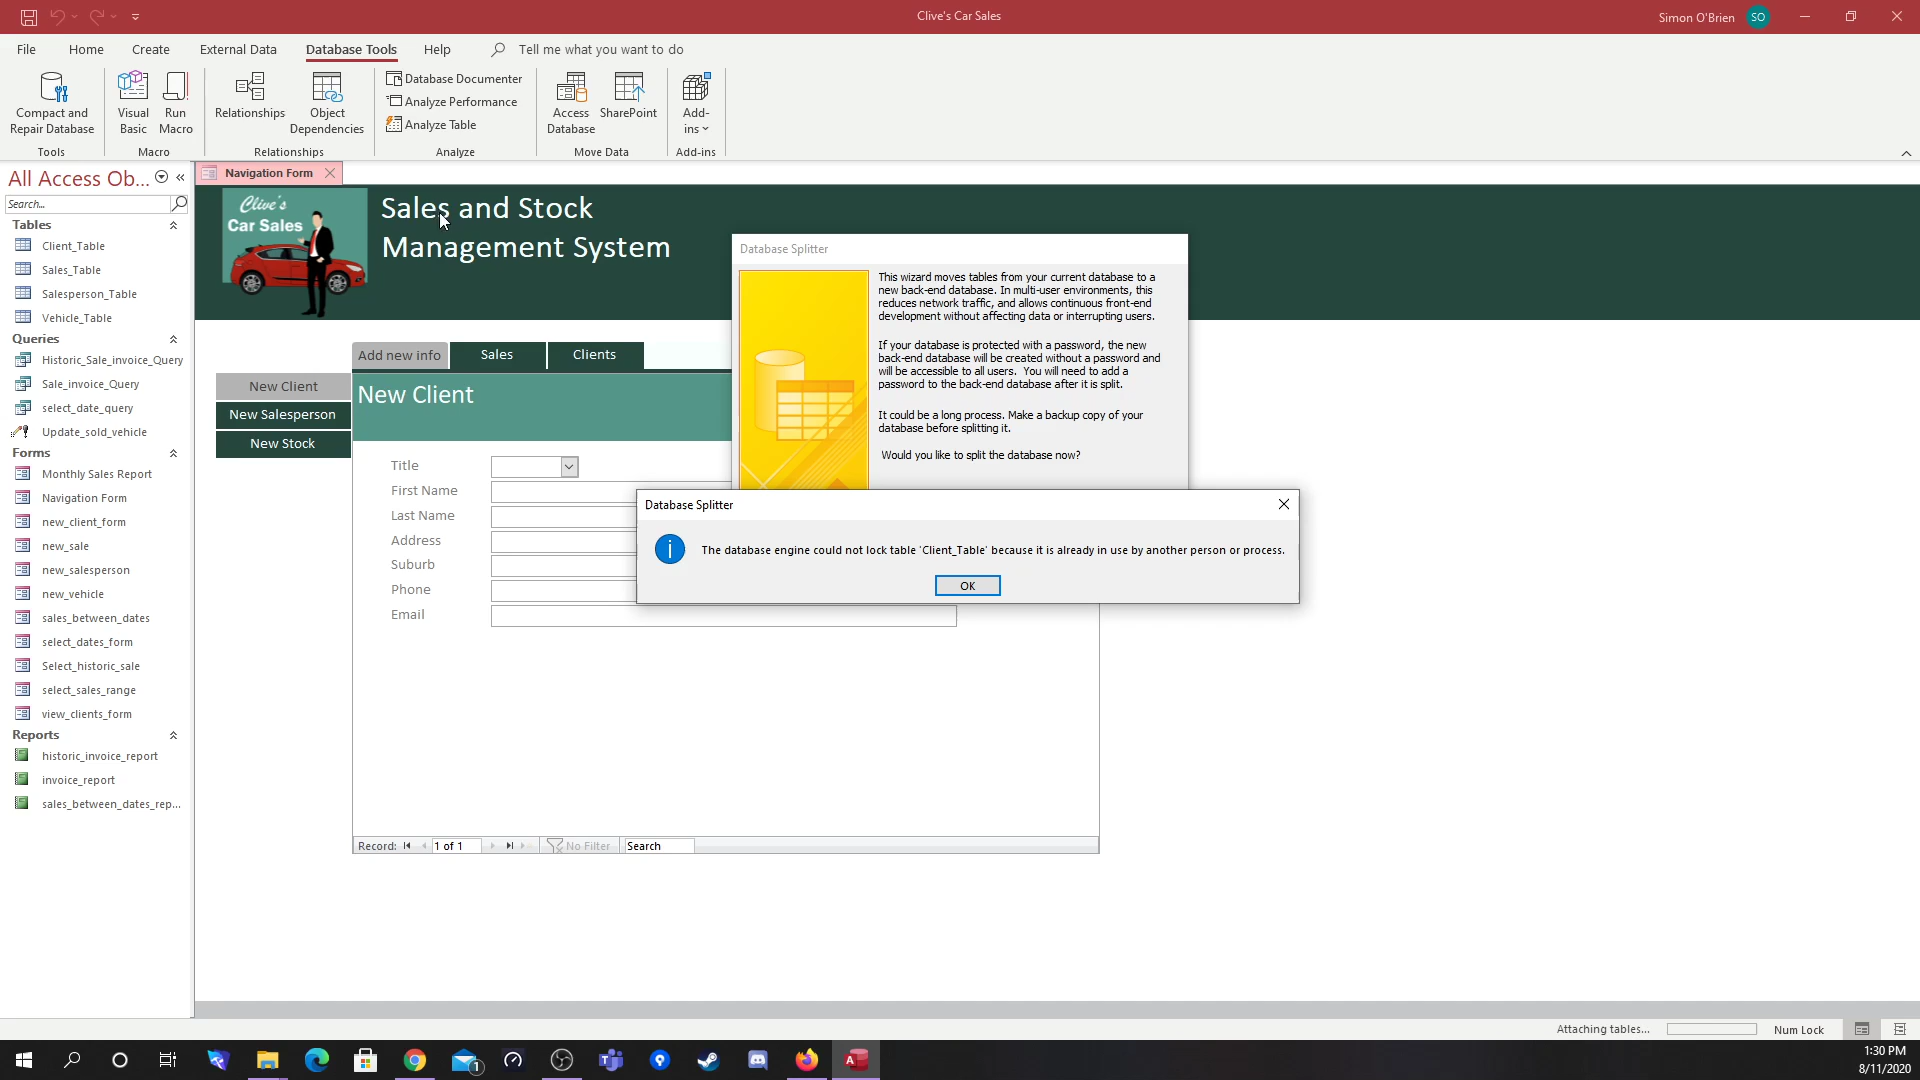 Clive's Car Sales
Simon O'Brien
SO
File
Home
Create
External Data
Database Tools
Help
Tell me what you want to do
Compact and
Repair Database
Visual
Basic
Run
Macro
Relationships
Object
Dependencies
Database Documenter
Analyze Performance
Analyze Table
Access
Database
SharePoint
Add-
ins
Tools
Macro
Relationships
Analyze
Move Data
Add-ins
All Access Ob...
Search...
Tables
Client_Table
Sales_Table
Salesperson_Table
Vehicle_Table
Queries
Historic_Sale_invoice_Query
Sale_invoice_Query
select_date_query
Update_sold_vehicle
Forms
Monthly Sales Report
Navigation Form
new_client_form
new_sale
new_salesperson
new_vehicle
sales_between_dates
select_dates_form
Select_historic_sale
select_sales_range
view_clients_form
Reports
historic_invoice_report
invoice_report
sales_between_dates_rep...
Navigation Form
Clive's
Car Sales
Sales and Stock
Management System
Add new info
Sales
Clients
New Client
New Salesperson
New Stock
New Client
Title
First Name
Last Name
Address
Suburb
Phone
Email
Record:
1 of 1
No Filter
Search
Database Splitter
This wizard moves tables from your current database to a
new back-end database. In multi-user environments, this
reduces network traffic, and allows continuous front-end
development without affecting data or interrupting users.
If your database is protected with a password, the new
back-end database will be created without a password and
will be accessible to all users. You will need to add a
password to the back-end database after it is split.
It could be a long process. Make a backup copy of your
database before splitting it.
Would you like to split the database now?
Database Splitter
The database engine could not lock table 'Client_Table' because it is already in use by another person or process.
OK
Attaching tables...
Num Lock
1
A
1:30 PM
8/11/2020